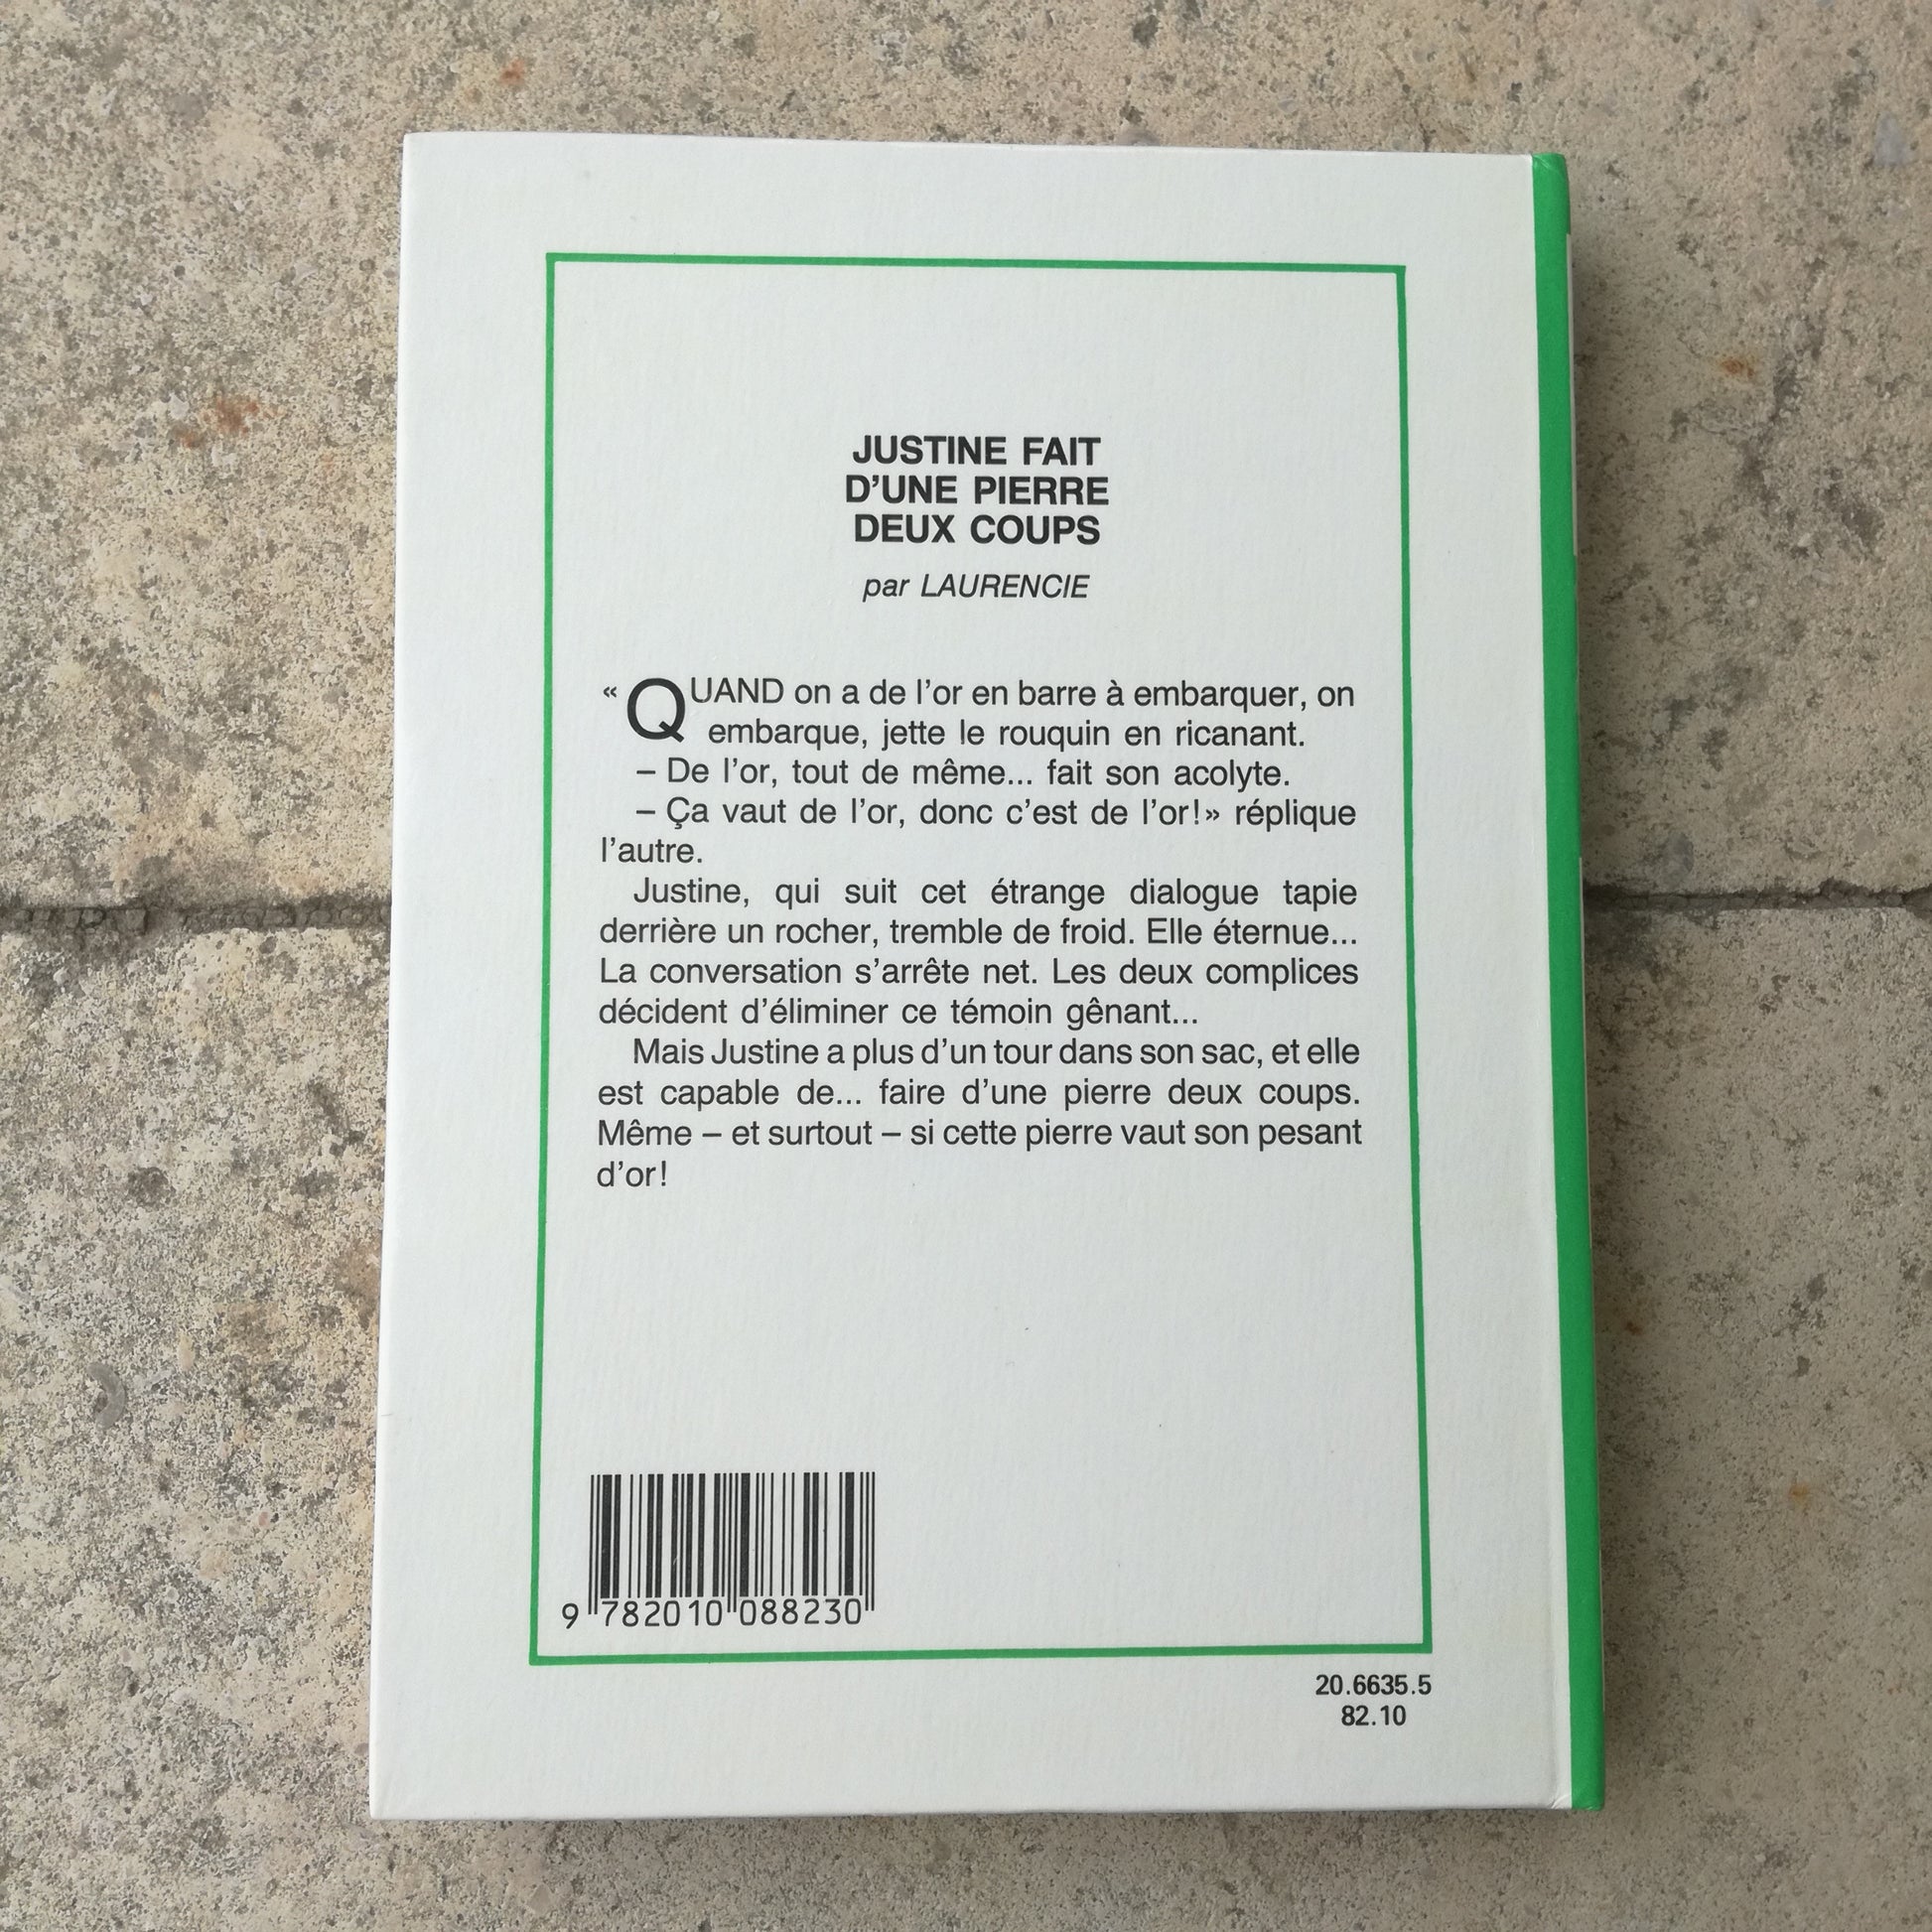 JUSTINE FAIT
D'UNE PIERRE
DEUX COUPS
par LAURENCIE
« QUAND on a de l'or en barre à embarquer, on
embarque, jette le rouquin en ricanant.
– De l'or, tout de même... fait son acolyte.
– Ça vaut de l'or, donc c'est de l'or!» réplique
l'autre.
Justine, qui suit cet étrange dialogue tapie
derrière un rocher, tremble de froid. Elle éternue...
La conversation s'arrête net. Les deux complices
décident d'éliminer ce témoin gênant...
Mais Justine a plus d'un tour dans son sac, et elle
est capable de... faire d'une pierre deux coups.
Même – et surtout – si cette pierre vaut son pesant
d'or!
9 782010 088230
20.6635.5
82.10